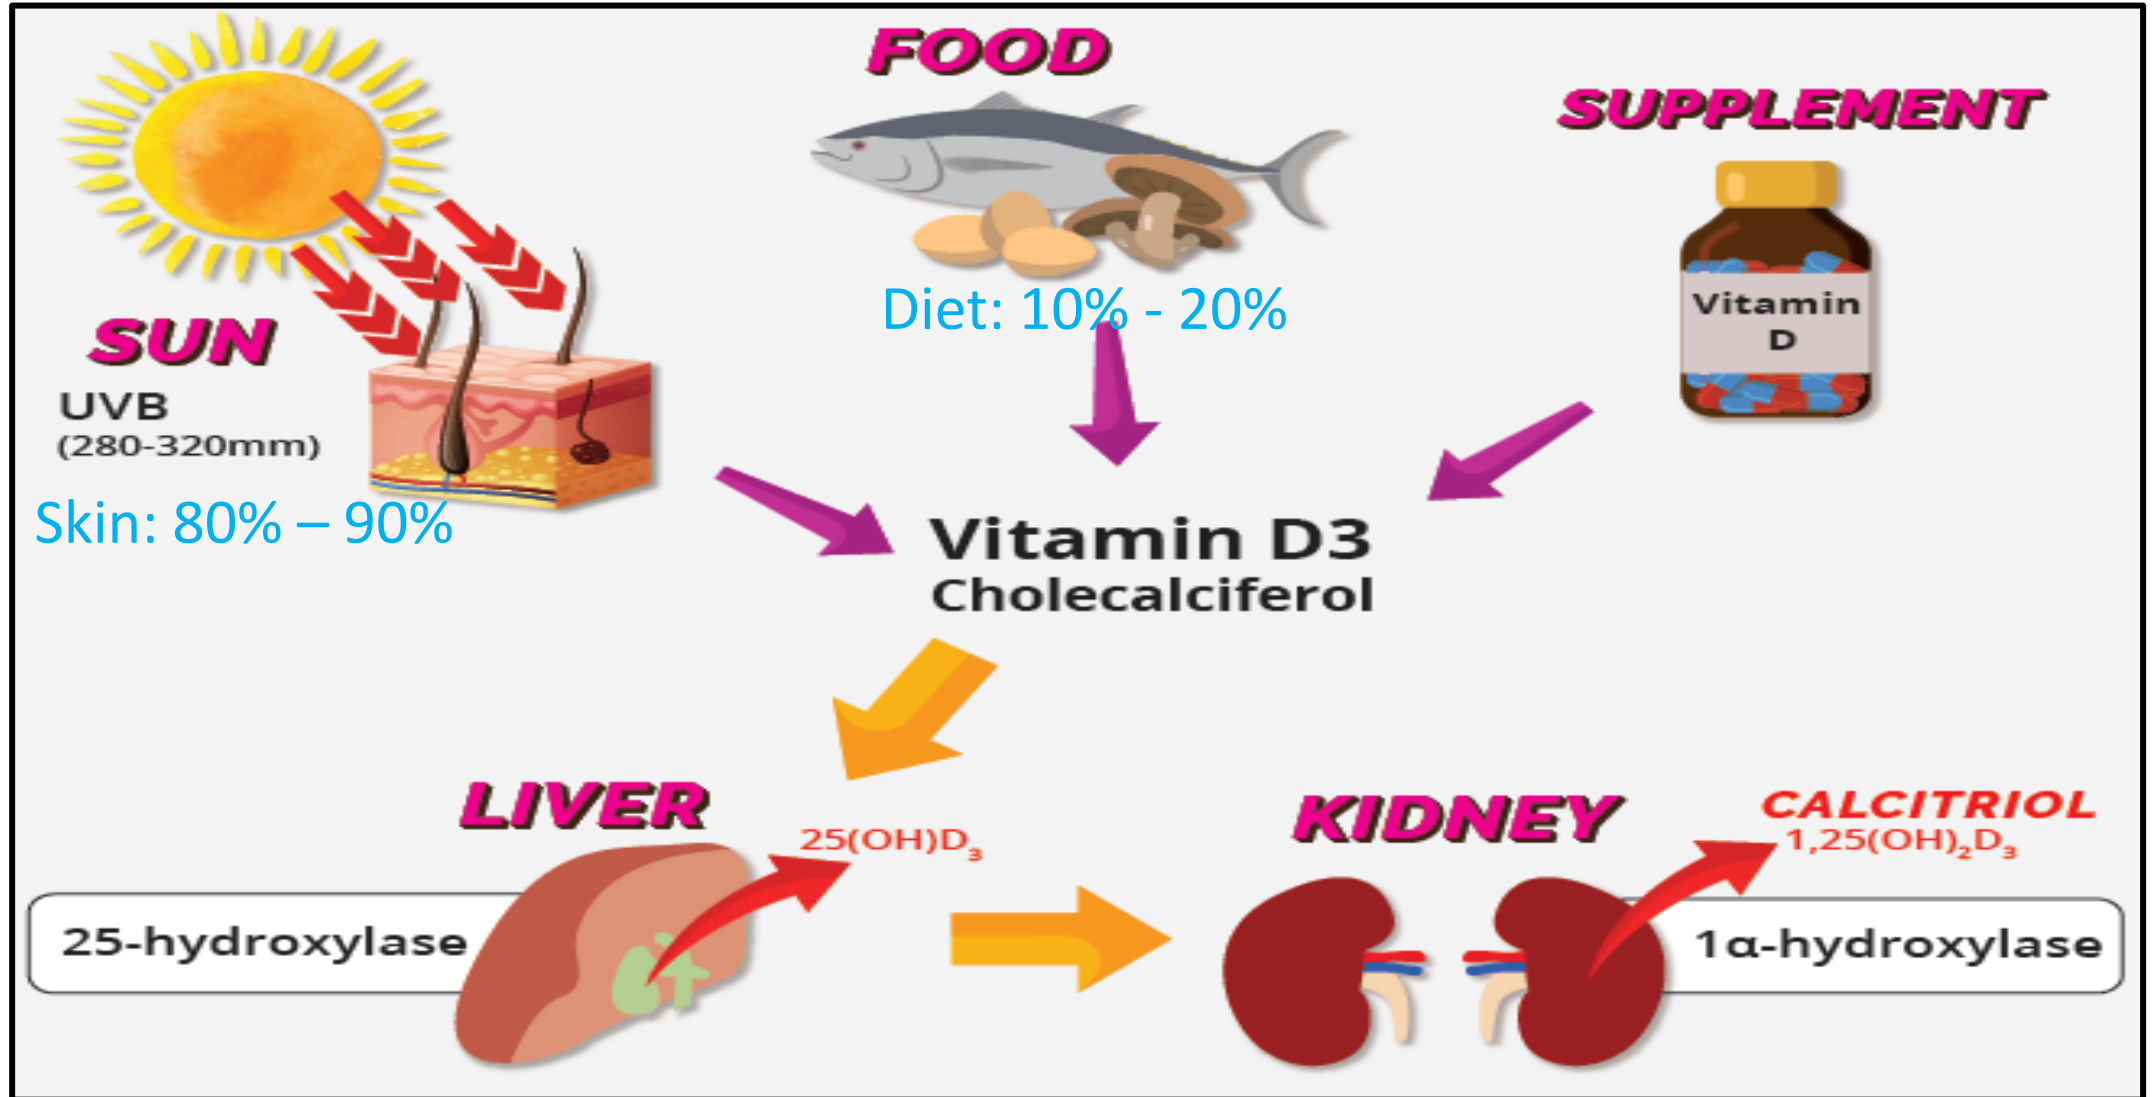 FOOD
SUPPLEMENT
Vitamin
D
Diet: 10% - 20%
SUN
UVB
(280-320mm)
Skin: 80% – 90%
Vitamin D3
Cholecalciferol
LIVER
25(OH)D₃
25-hydroxylase
KIDNEY
CALCITRIOL
1,25(OH)₂D₃
1α-hydroxylase